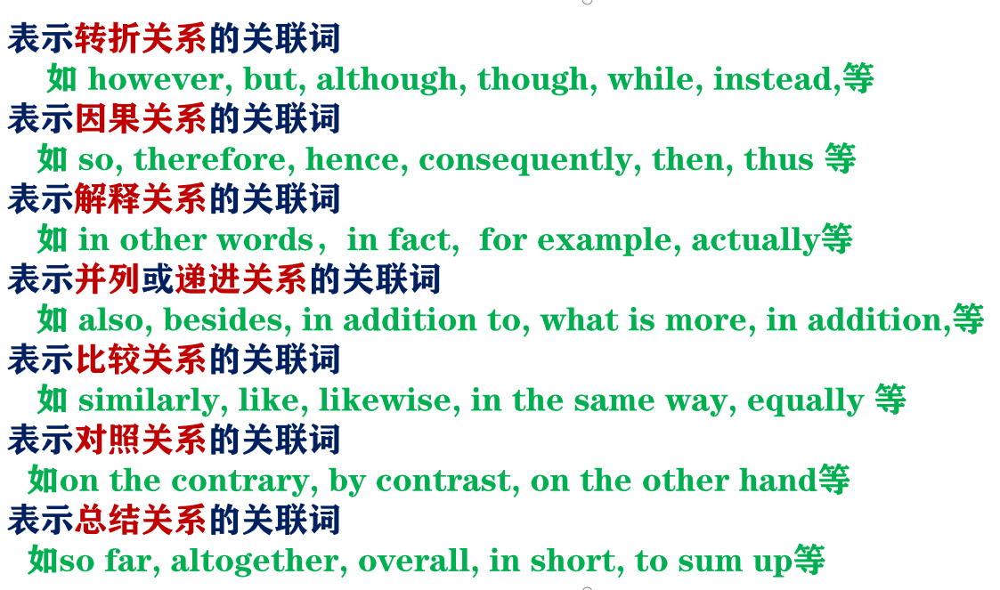 表示转折关系的关联词
如 however, but, although, though, while, instead,等
表示因果关系的关联词
如 so, therefore, hence, consequently, then, thus 等
表示解释关系的关联词
如 in other words，in fact，for example, actually等
表示并列或递进关系的关联词
如 also, besides, in addition to, what is more, in addition,等
表示比较关系的关联词
如 similarly, like, likewise, in the same way, equally 等
表示对照关系的关联词
如on the contrary, by contrast, on the other hand等
表示总结关系的关联词
如so far, altogether, overall, in short, to sum up等